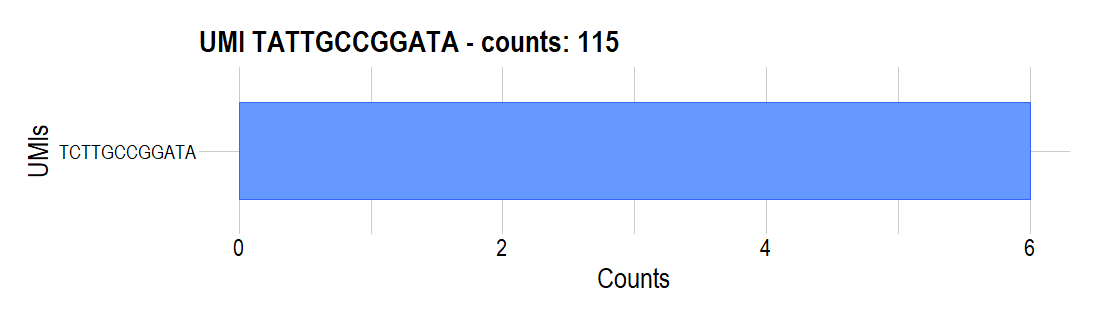 UMI TATTGCCGGATA - counts: 115
UMIs
TCTTGCCGGATA
0 2 4 6
Counts